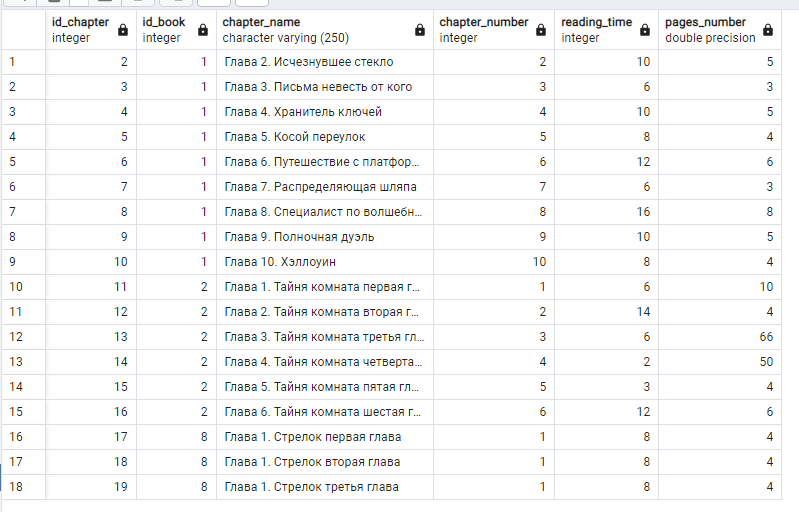 id_chapter integer id_book integer chapter_name character varying (250) chapter_number integer reading_time integer pages_number double precision
1 2 1 Глава 2. Исчезнувшее стекло 2 10 5
2 3 1 Глава 3. Письма невесть от кого 3 6 3
3 4 1 Глава 4. Хранитель ключей 4 10 5
4 5 1 Глава 5. Косой переулок 5 8 4
5 6 1 Глава 6. Путешествие с платфор... 6 12 6
6 7 1 Глава 7. Распределяющая шляпа 7 6 3
7 8 1 Глава 8. Специалист по волшебн... 8 16 8
8 9 1 Глава 9. Полночная дуэль 9 10 5
9 10 1 Глава 10. Хэллоуин 10 8 4
10 11 2 Глава 1. Тайня комната первая г... 1 6 10
11 12 2 Глава 2. Тайня комната вторая г... 2 14 4
12 13 2 Глава 3. Тайня комната третья гл... 3 6 66
13 14 2 Глава 4. Тайня комната четверта... 4 2 50
14 15 2 Глава 5. Тайня комната пятая гл... 5 3 4
15 16 2 Глава 6. Тайня комната шестая г... 6 12 6
16 17 8 Глава 1. Стрелок первая глава 1 8 4
17 18 8 Глава 1. Стрелок вторая глава 1 8 4
18 19 8 Глава 1. Стрелок третья глава 1 8 4